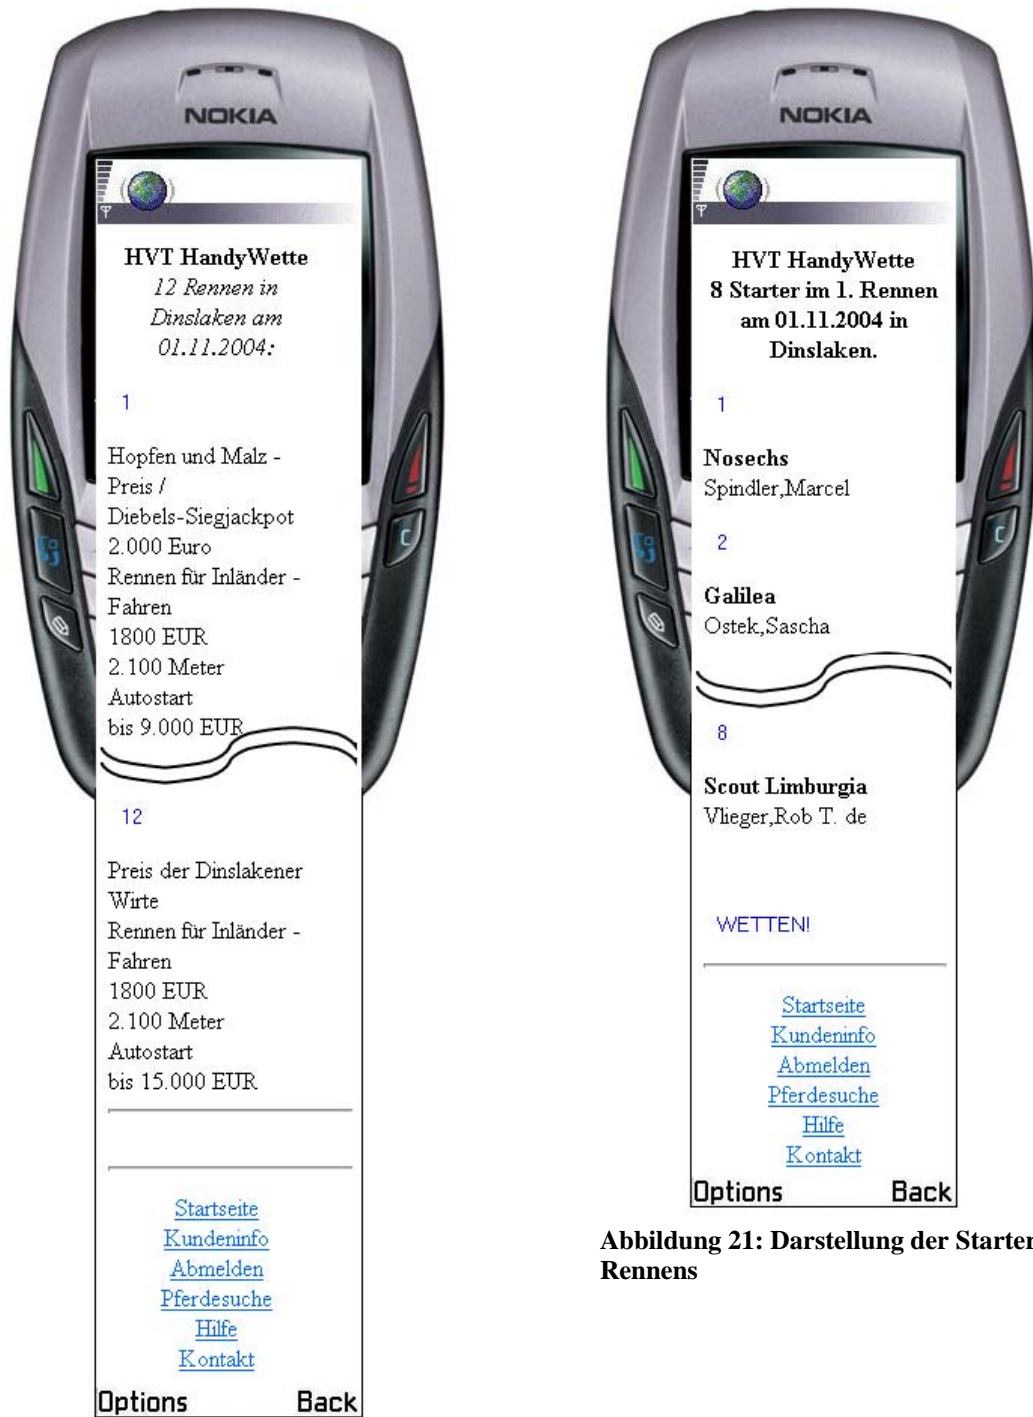 NOKIA
HVT HandyWette
12 Rennen in
Dinslaken am
01.11.2004:
1
Hopfen und Malz -
Preis /
Diebels-Siegjackpot
2.000 Euro
Rennen für Inländer -
Fahren
1800 EUR
2.100 Meter
Autostart
bis 9.000 EUR
12
Preis der Dinslakener
Wirte
Rennen für Inländer -
Fahren
1800 EUR
2.100 Meter
Autostart
bis 15.000 EUR
Startseite
Kundeninfo
Abmelden
Pferdesuche
Hilfe
Kontakt
Options Back
C
NOKIA
HVT HandyWette
8 Starter im 1. Rennen
am 01.11.2004 in
Dinslaken.
1
Nosechs
Spindler,Marcel
2
Galilea
Ostek,Sascha
8
Scout Limburgia
Vlieger,Rob T. de
WETTEN!
Startseite
Kundeninfo
Abmelden
Pferdesuche
Hilfe
Kontakt
Options Back
C
Abbildung 21: Darstellung der Starter
Rennens